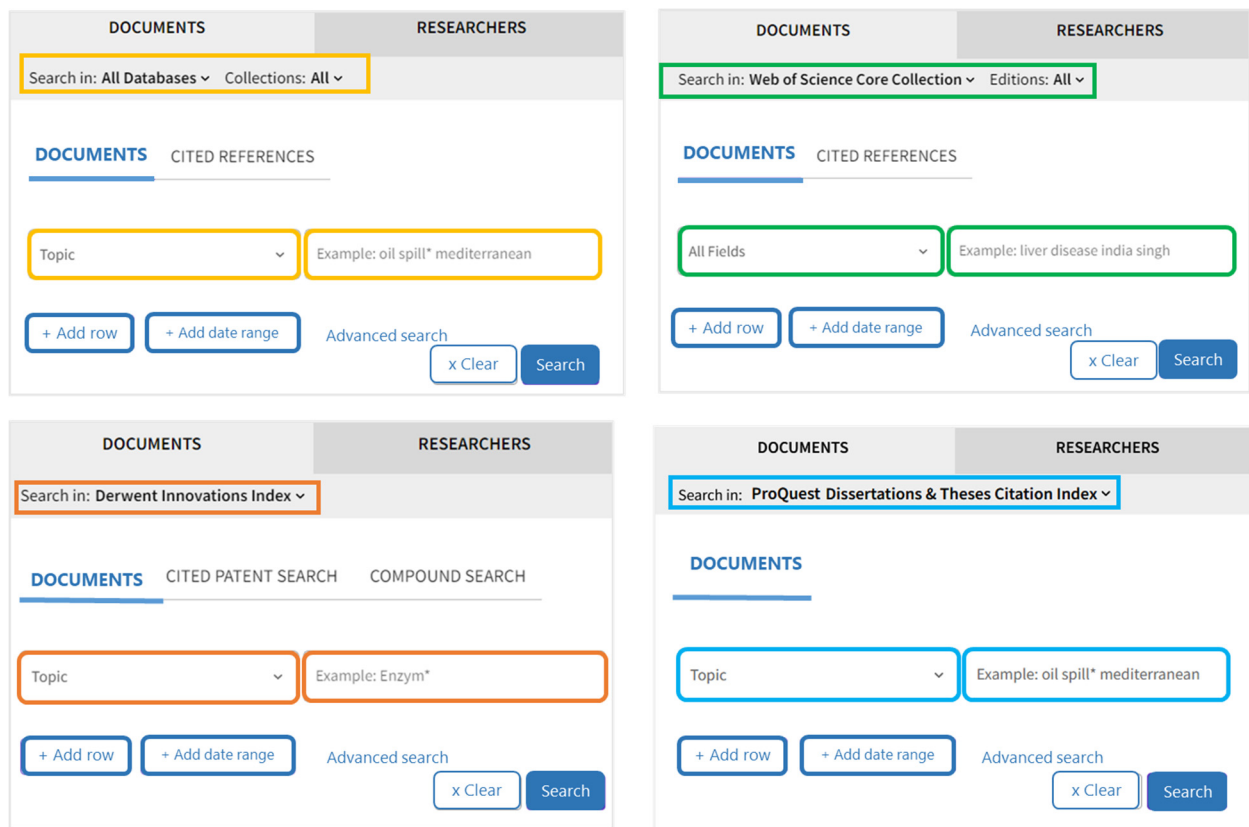 DOCUMENTS RESEARCHERS
Search in: All Databases Collections: All
DOCUMENTS CITED REFERENCES
Topic Example: oil spill* mediterranean
+ Add row + Add date range Advanced search
x Clear Search
DOCUMENTS RESEARCHERS
Search in: Web of Science Core Collection Editions: All
DOCUMENTS CITED REFERENCES
All Fields Example: liver disease india singh
+ Add row + Add date range Advanced search
x Clear Search
DOCUMENTS RESEARCHERS
Search in: Derwent Innovations Index
DOCUMENTS CITED PATENT SEARCH COMPOUND SEARCH
Topic Example: Enzym*
+ Add row + Add date range Advanced search
x Clear Search
DOCUMENTS RESEARCHERS
Search in: ProQuest Dissertations & Theses Citation Index
DOCUMENTS
Topic Example: oil spill* mediterranean
+ Add row + Add date range Advanced search
x Clear Search